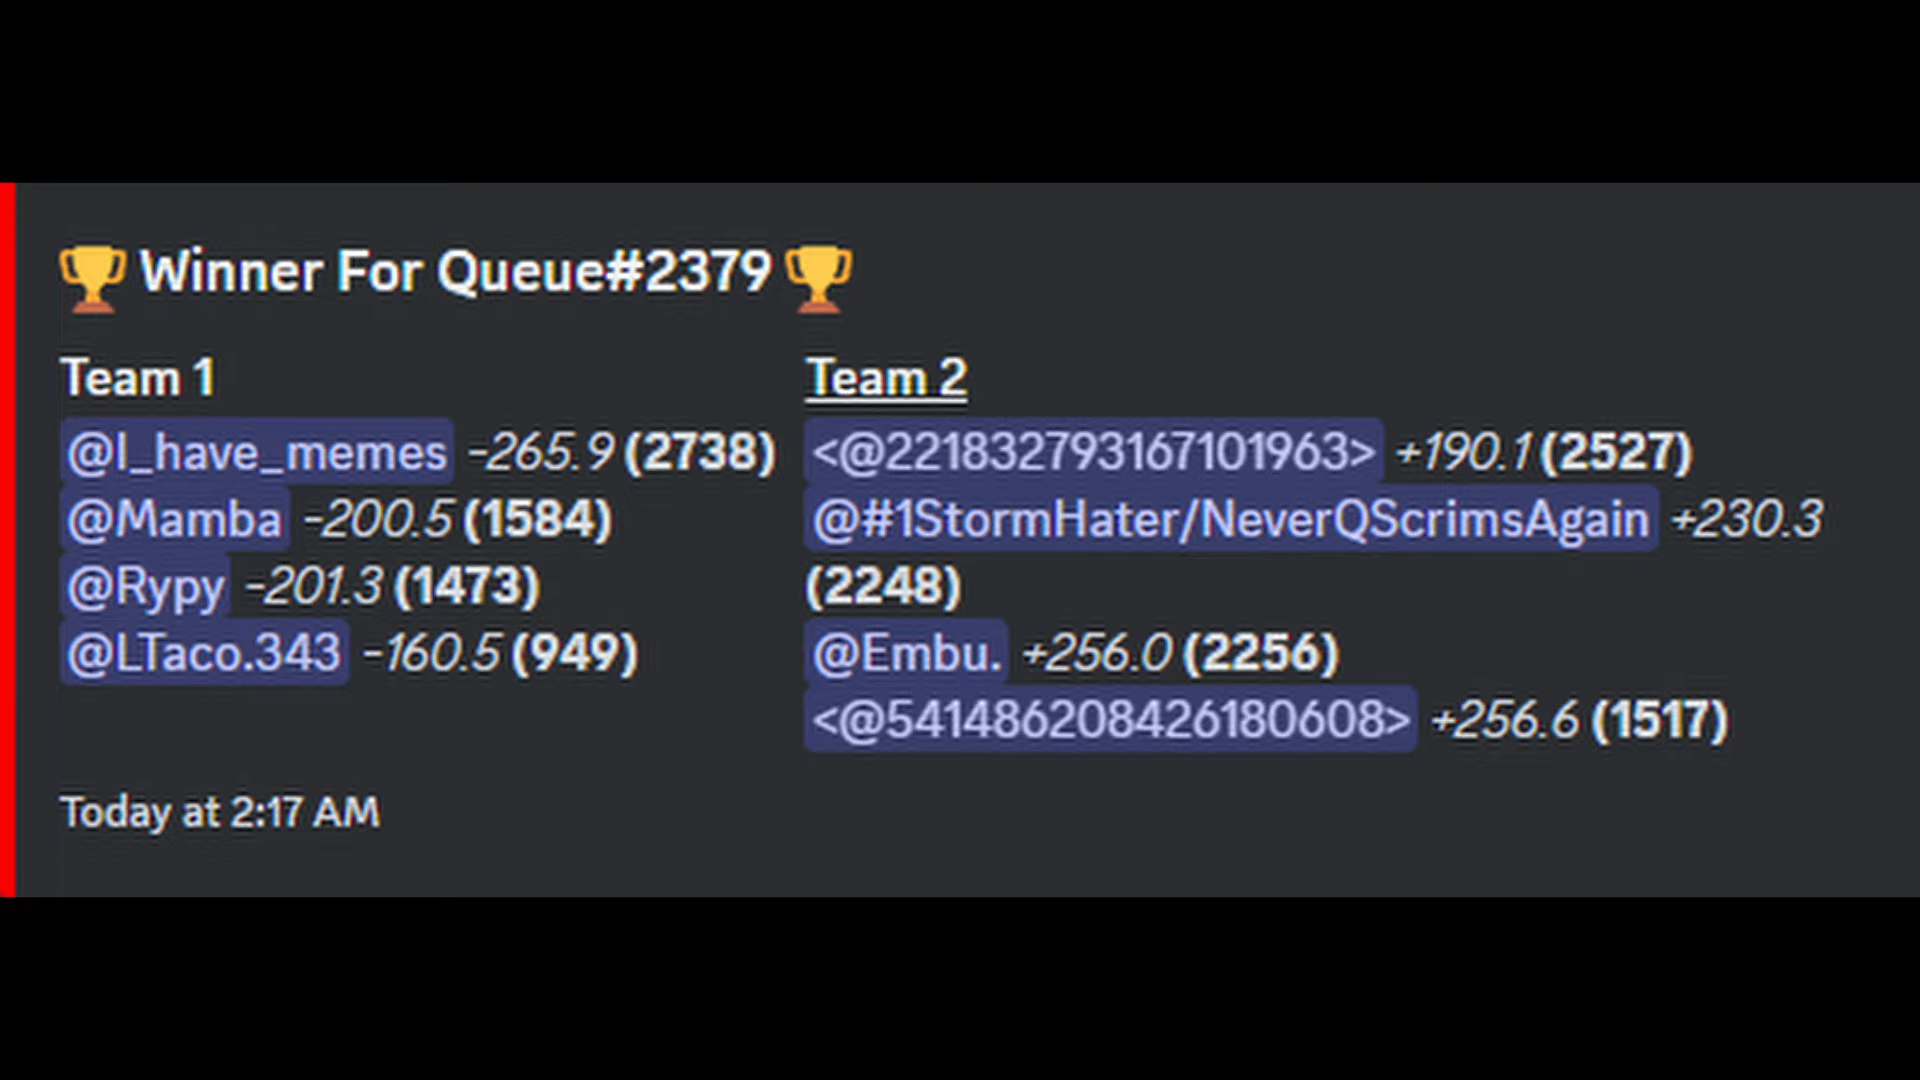 🏆 Winner For Queue#2379 🏆
Team 1
@I_have_memes -265.9 (2738)
@Mamba -200.5 (1584)
@Rypy -201.3 (1473)
@LTaco.343 -160.5 (949)
Team 2
<@221832793167101963> +190.1 (2527)
@#1StormHater/NeverQScrimsAgain +230.3
(2248)
@Embu. +256.0 (2256)
<@541486208426180608> +256.6 (1517)
Today at 2:17 AM